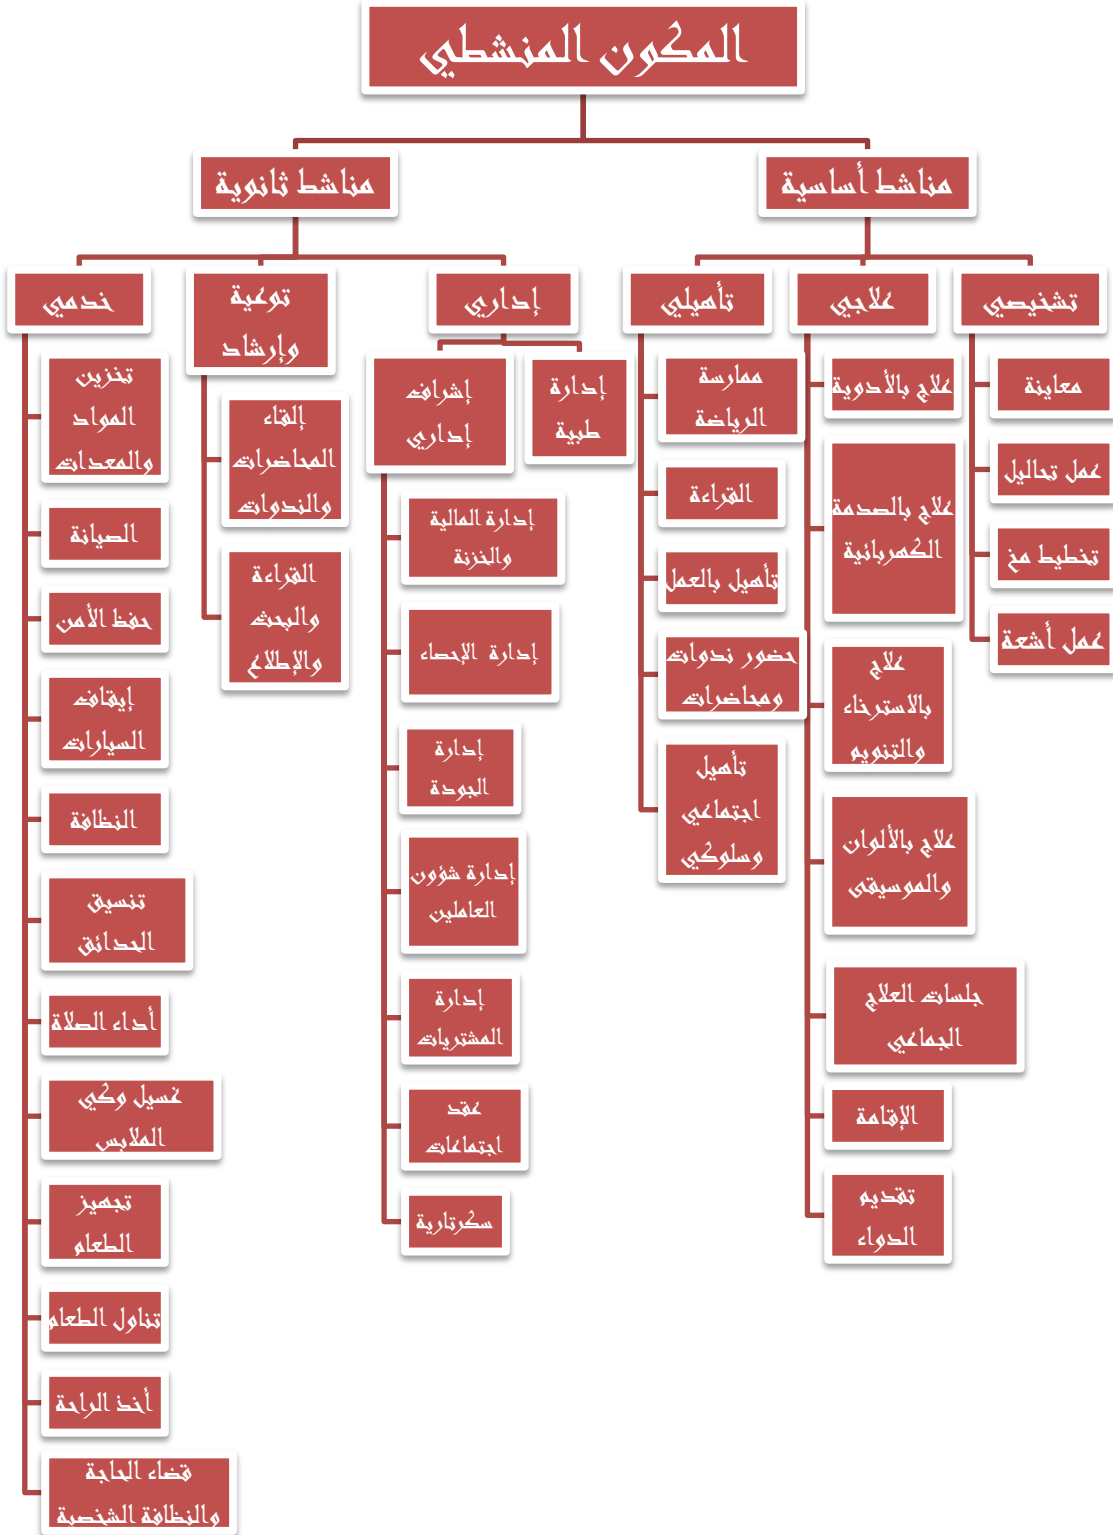 المكون المنشطي
مناشط أساسية
مناشط ثانوية
تشخيصي
معاينة
عمل تحاليل
تخطيط مخ
عمل أشعة
علاجي
علاج بالأدوية
علاج بالصدمة
الكهربائية
علاج
بالاسترخاء
والتنويم
علاج بالألوان
والموسيقى
جلسات العلاج
الجماعي
الإقامة
تقديم
الدواء
تأهيلي
ممارسة
الرياضة
القراءة
تأهيل بالعمل
حضور ندوات
ومحاضرات
تأهيل
اجتماعي
وسلوكي
إداري
إدارة
طبية
إشراف
إداري
إدارة المالية
والخزنة
إدارة الإحصاء
إدارة
الجودة
إدارة شؤون
العاملين
إدارة
المشتريات
عقد
اجتماعات
سكرتارية
توعية
وإرشاد
إلقاء
المحاضرات
والندوات
القراءة
والبحث
والإطلاع
خدمي
تخزين
المواد
والمعدات
الصيانة
حفظ الأمن
إيقاف
السيارات
النظافة
تنسيق
الحدائق
أداء الصلاة
غسيل وكي
الملابس
تجهيز
الطعام
تناول الطعام
أخذ الراحة
قضاء الحاجة
والنظافة الشخصية